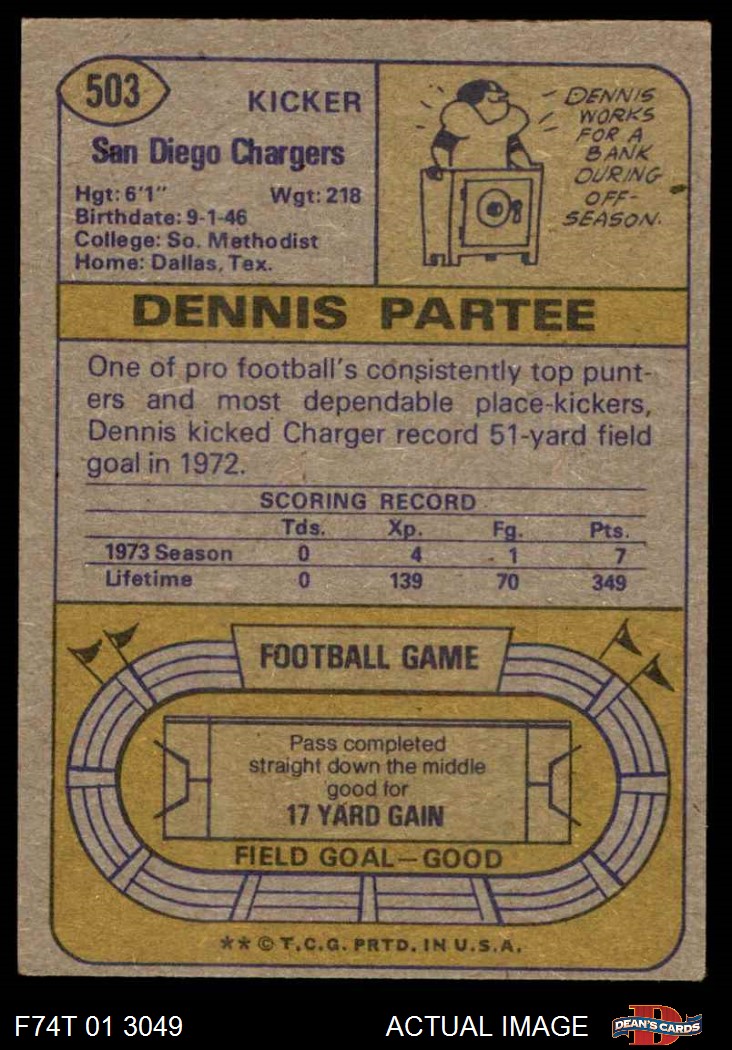 503
KICKER
San Diego Chargers
Hgt: 6'1" Wgt: 218
Birthdate: 9-1-46
College: So. Methodist
Home: Dallas, Tex.
DENNIS
WORKS
FOR A
BANK
DURING
OFF-
SEASON.
DENNIS PARTEE
One of pro football's consistently top punt-
ers and most dependable place-kickers,
Dennis kicked Charger record 51-yard field
goal in 1972.
SCORING RECORD
Tds. Xp. Fg. Pts.
1973 Season 0 4 1 7
Lifetime 0 139 70 349
FOOTBALL GAME
Pass completed
straight down the middle
good for
17 YARD GAIN
FIELD GOAL—GOOD
** © T.C.G. PRTD. IN U.S.A.
F74T 01 3049 ACTUAL IMAGE
D
DEAN'S CARDS